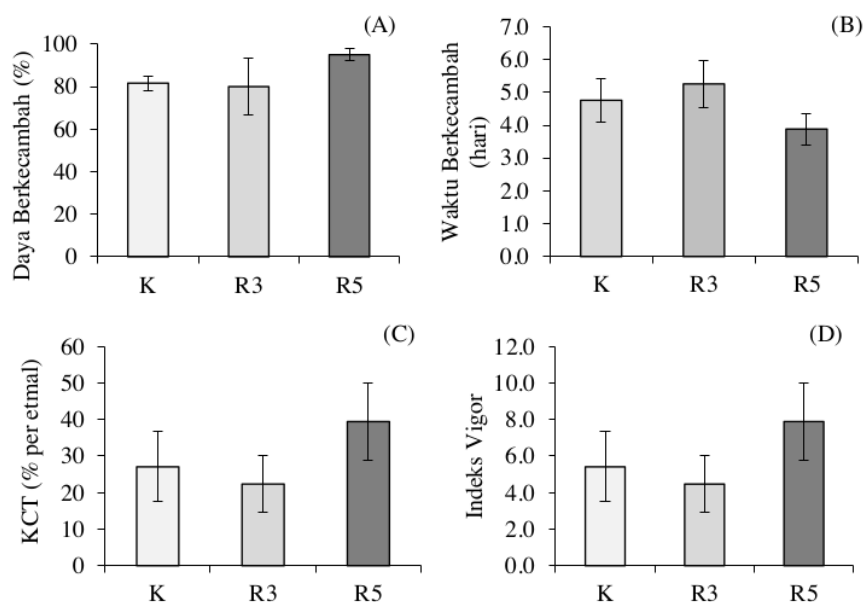 (A)
Daya Berkecambah (%)
100
80
60
40
20
0
K R3 R5
(B)
Waktu Berkecambah
(hari)
7.0
6.0
5.0
4.0
3.0
2.0
1.0
0.0
K R3 R5
(C)
KCT (% per etmal)
60
50
40
30
20
10
0.0
K R3 R5
(D)
Indeks Vigor
12.0
10.0
8.0
6.0
4.0
2.0
0.0
K R3 R5